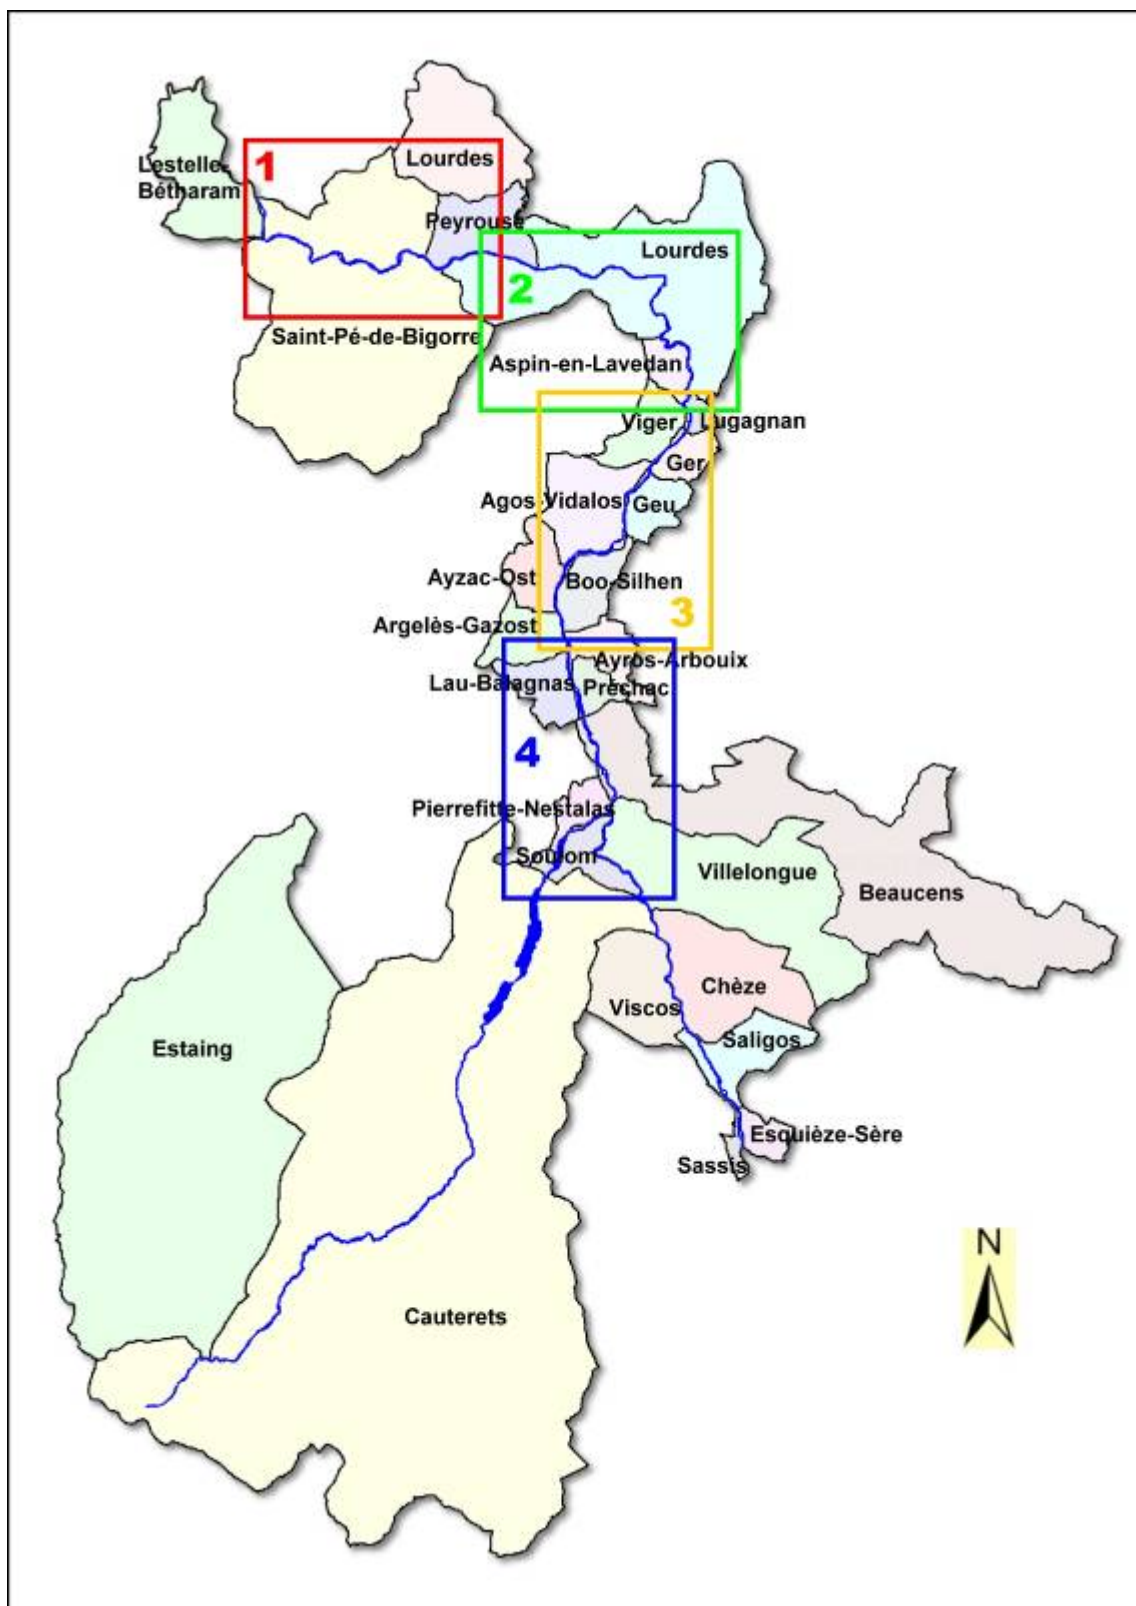 1
Lourdes
Lestelle-
Bétharam
Peyrouse
Lourdes
2
Saint-Pé-de-Bigorre
Aspin-en-Lavedan
Viger
Lugagnan
Ger
Agos-Vidalos
Geu
Ayzac-Ost
Boo-Silhen
3
Argelès-Gazost
Ayros-Arbouix
Lau-Balagnas
Préchac
4
Pierrefitte-Nestalas
Soulom
Villelongue
Beaucens
Chèze
Viscos
Saligos
Estaing
Esquièze-Sère
Sassis
N
Cauterets